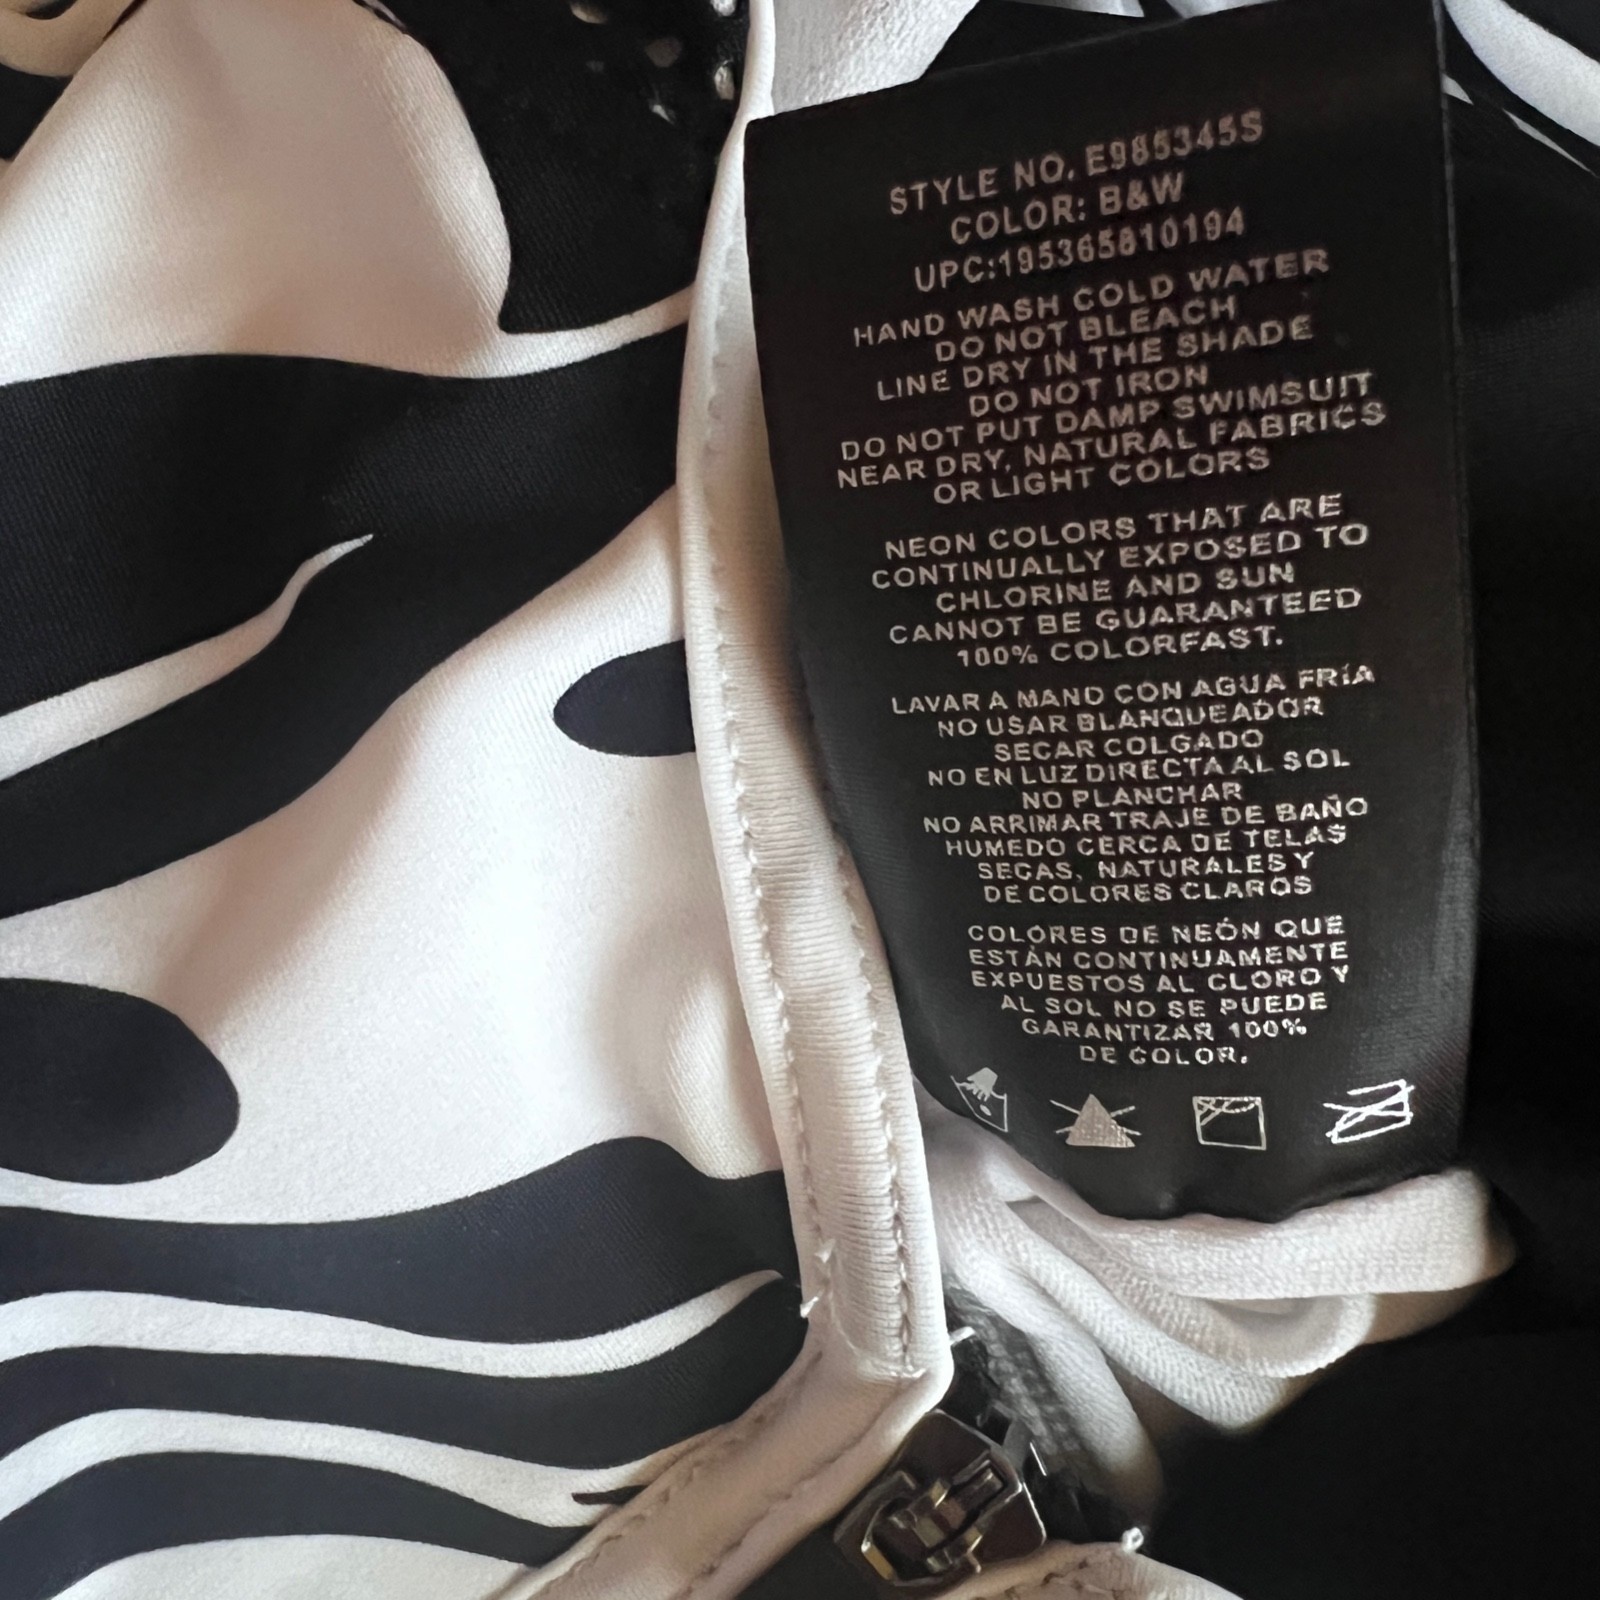 STYLE NO. E985345S
COLOR: B&W
UPC:195365810194
HAND WASH COLD WATER
DO NOT BLEACH
LINE DRY IN THE SHADE
DO NOT IRON
DO NOT PUT DAMP SWIMSUIT
NEAR DRY, NATURAL FABRICS
OR LIGHT COLORS
NEON COLORS THAT ARE
CONTINUALLY EXPOSED TO
CHLORINE AND SUN
CANNOT BE GUARANTEED
100% COLORFAST.
LAVAR A MANO CON AGUA FRíA
NO USAR BLANQUEADOR
SECAR COLGADO
NO EN LUZ DIRECTA AL SOL
NO PLANCHAR
NO ARRIMAR TRAJE DE BAÑO
HUMEDO CERCA DE TELAS
SECAS, NATURALES Y
DE COLORES CLAROS
COLORES DE NEÓN QUE
ESTÁN CONTINUAMENTE
EXPUESTOS AL CLORO Y
AL SOL NO SE PUEDE
GARANTIZAR 100%
DE COLOR.